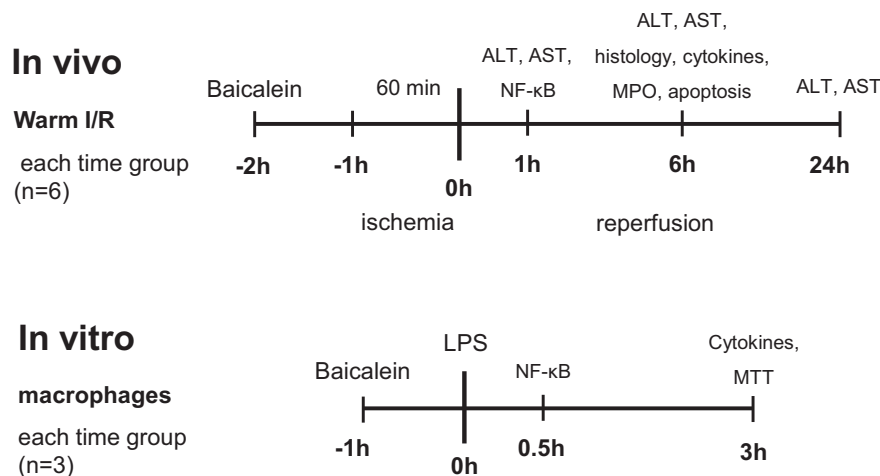 In vivo
Warm I/R
each time group
(n=6)
Baicalein
60 min
ALT, AST,
NF-κB
ALT, AST,
histology, cytokines,
MPO, apoptosis
ALT, AST
-2h
-1h
0h
1h
6h
24h
ischemia
reperfusion
In vitro
macrophages
each time group
(n=3)
Baicalein
LPS
NF-κB
Cytokines,
MTT
-1h
0h
0.5h
3h